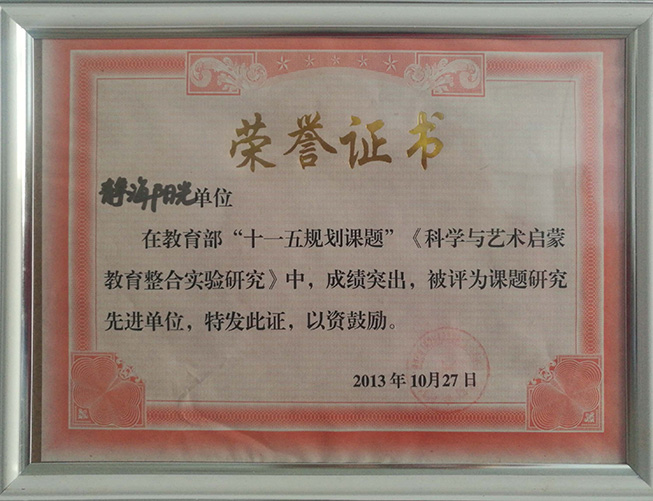 荣誉证书
静海阳光单位
在教育部“十一五规划课题”《科学与艺术启蒙
教育整合实验研究》中，成绩突出，被评为课题研究
先进单位，特发此证，以资鼓励。
2013年10月27日